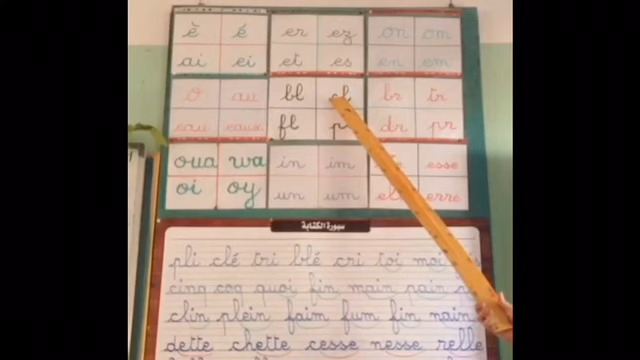 è é er ez on om
ai ei et es en em
o au bl cl br tr
eau eaux fl dr pr
oua wa in im esse
oi oy un um erre
سبورة الكتابة
pli clé tri blé cri toi moi
cinq coq quoi fin main pain
clin plein faim fum fin nain
dette chette cesse nesse relle